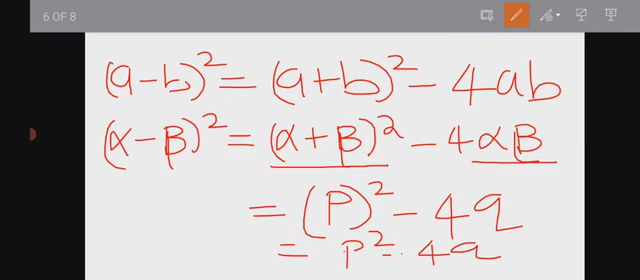 6 OF 8
(a-b)² = (a+b)² - 4ab
(α-β)² = (α+β)² - 4αβ
= (P)² - 4q
= P² - 4q